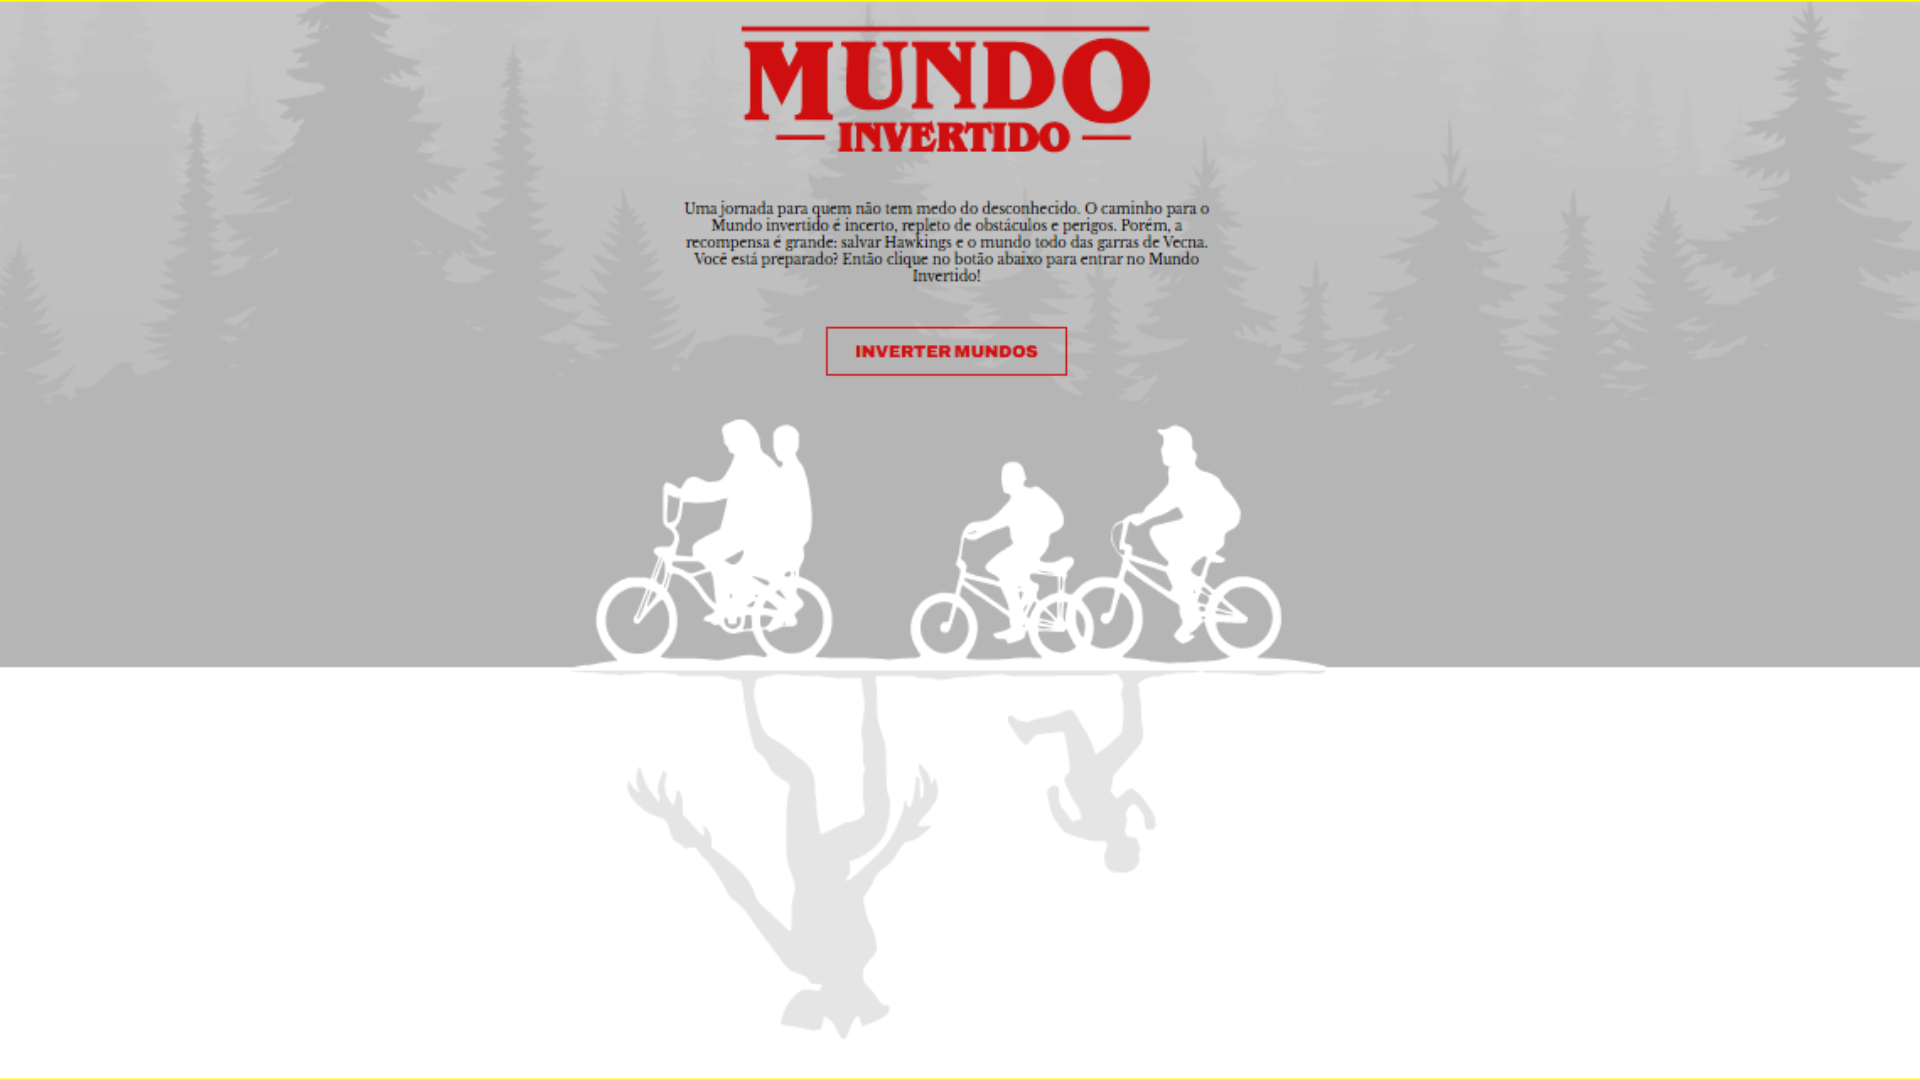 MUNDO
INVERTIDO
Uma jornada para quem não tem medo do desconhecido. O caminho para o
Mundo invertido é incerto, repleto de obstáculos e perigos. Porém, a
recompensa é grande: salvar Hawkings e o mundo todo das garras de Vecna.
Você está preparado? Então clique no botão abaixo para entrar no Mundo
Invertido!
INVERTER MUNDOS